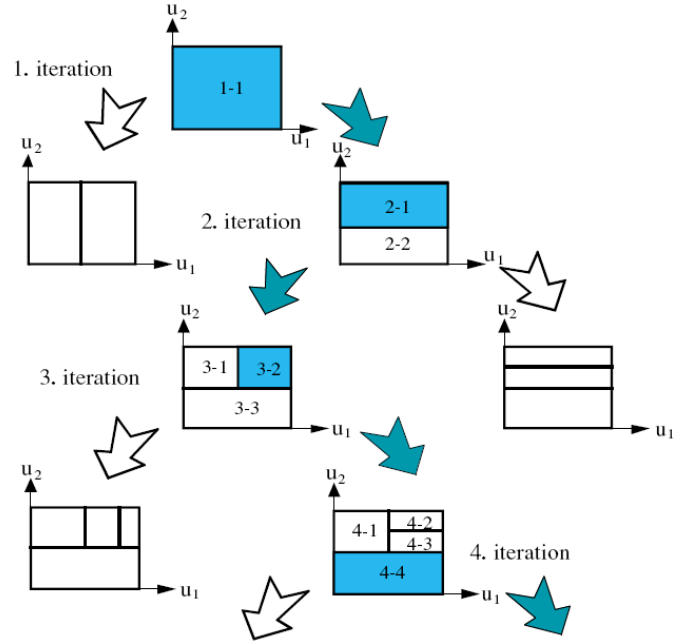 u2
1. iteration
1-1
u1
u2
u2
2-1
2. iteration
2-2
u1
u1
u2
u2
3-1
3-2
3. iteration
3-3
u1
u1
u2
u2
4-1
4-2
4-3
4. iteration
4-4
u1
u1